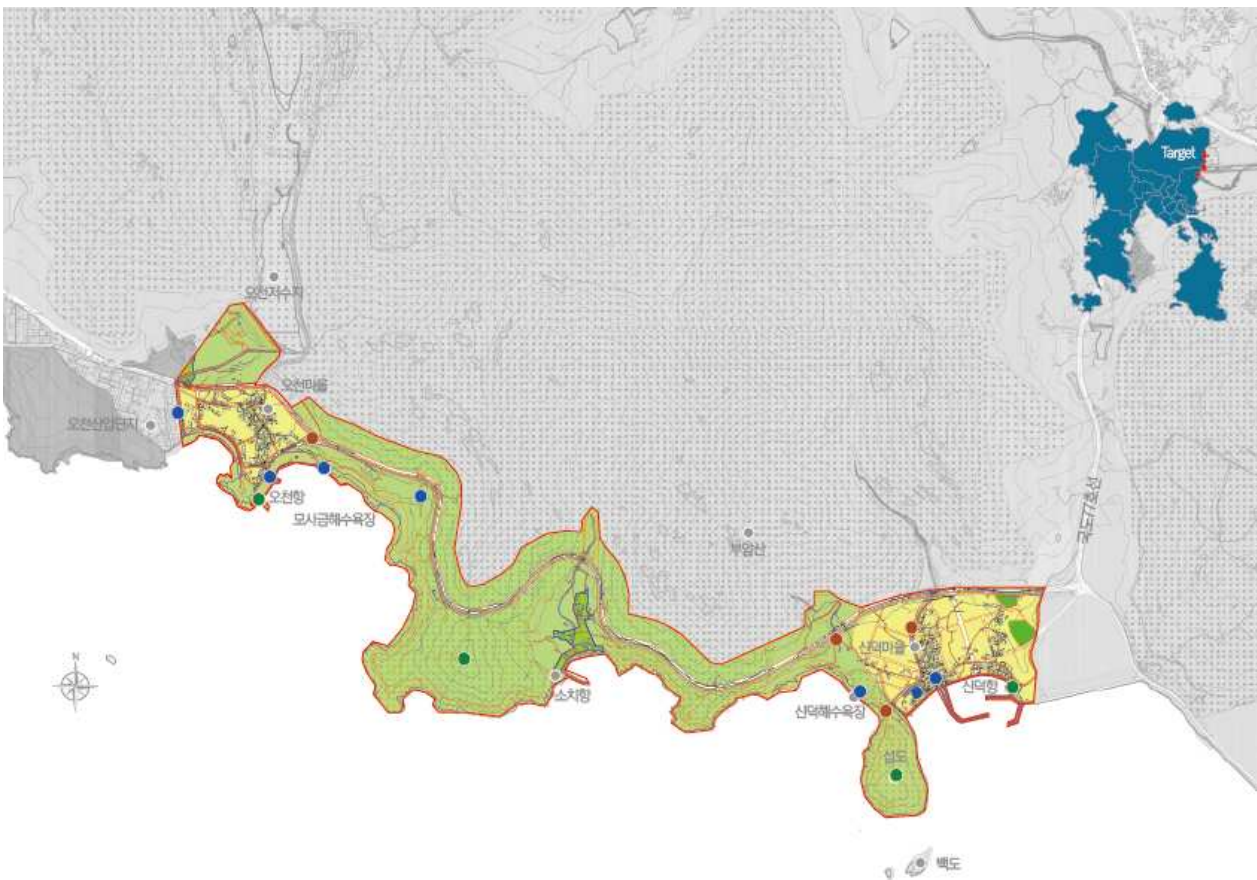 Target
오천저수지
오천마을
오천산업단지
오천항
모사금해수욕장
국도17호선
부암산
신덕마을
N
소치항
신덕해수욕장
신덕항
섭도
백도